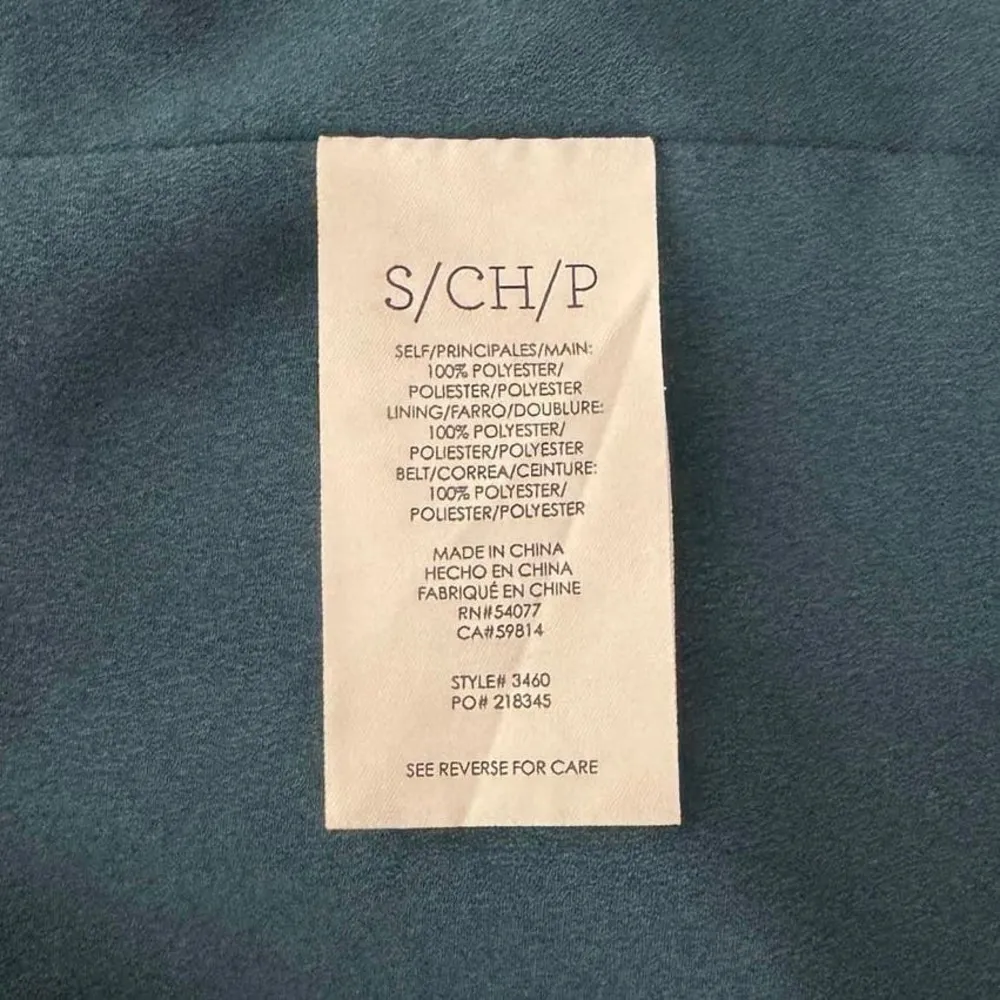 S/CH/P
SELF/PRINCIPALES/MAIN:
100% POLYESTER/
POLIESTER/POLYESTER
LINING/FARRO/DOUBLURE:
100% POLYESTER/
POLIESTER/POLYESTER
BELT/CORREA/CEINTURE:
100% POLYESTER/
POLIESTER/POLYESTER
MADE IN CHINA
HECHO EN CHINA
FABRIQUÉ EN CHINE
RN#54077
CA#59814
STYLE# 3460
PO# 218345
SEE REVERSE FOR CARE